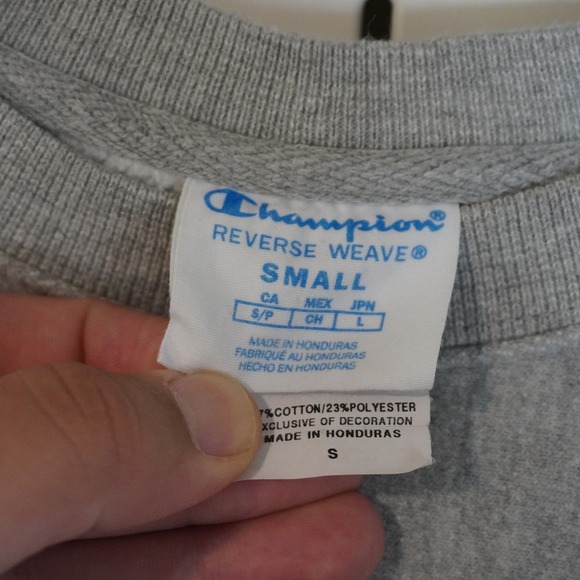 Champion®
REVERSE WEAVE®
SMALL
CA MEX JPN
S/P CH L
MADE IN HONDURAS
FABRIQUÉ AU HONDURAS
HECHO EN HONDURAS
7%COTTON/23%POLYESTER
XCLUSIVE OF DECORATION
MADE IN HONDURAS
S